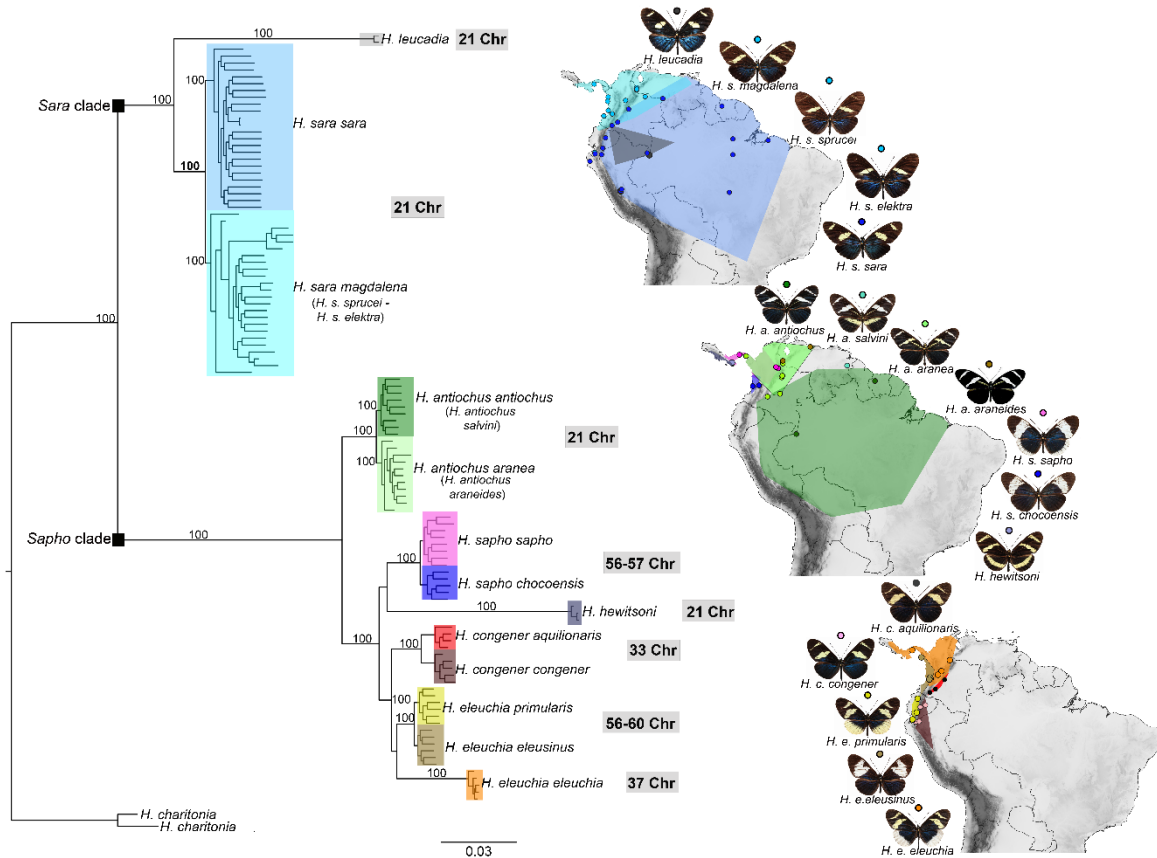 100
H. leucadia 21 Chr
100
H. sara sara
Sara clade
100
100
21 Chr
100
H. sara magdalena
(H. s. sprucei -
H. s. elektra)
100
100
H. antiochus antiochus
(H. antiochus
salvini)
100
100
21 Chr
H. antiochus aranea
(H. antiochus
araneides)
Sapho clade
100
100
H. sapho sapho
56-57 Chr
H. sapho chocoensis
100
H. hewitsoni
21 Chr
100
100
H. congener aquilionaris
33 Chr
H. congener congener
100
H. eleuchia primularis
100
56-60 Chr
H. eleuchia eleusinus
100
H. eleuchia eleuchia
37 Chr
H. charitonia
H. charitonia
0.03
H. leucadia
H. s. magdalena
H. s. sprucei
H. s. elektra
H. s. sara
H. a. antiochus
H. a. salvini
H. a. aranea
H. a. araneides
H. s. sapho
H. s. chocoensis
H. hewitsoni
H. c. aquilionaris
H. c. congener
H. e. primularis
H. e.eleusinus
H. e. eleuchia